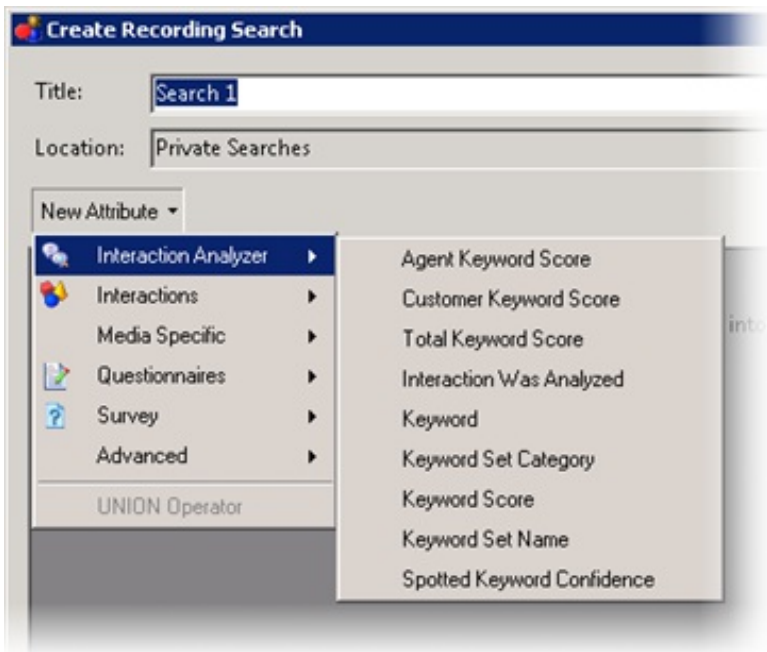 Create Recording Search
Title: Search 1
Location: Private Searches
New Attribute
Interaction Analyzer
Interactions
Media Specific
Questionnaires
Survey
Advanced
UNION Operator
Agent Keyword Score
Customer Keyword Score
Total Keyword Score
Interaction Was Analyzed
Keyword
Keyword Set Category
Keyword Score
Keyword Set Name
Spotted Keyword Confidence
into